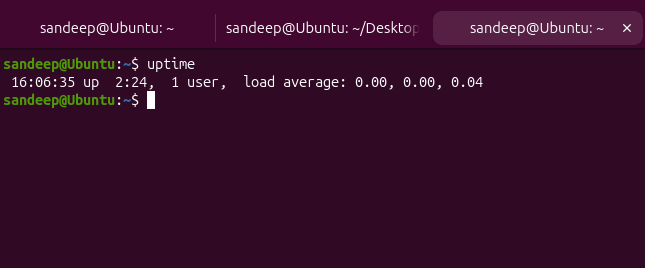 sandeep@Ubuntu: ~
sandeep@Ubuntu: ~/Desktop
sandeep@Ubuntu: ~ ×
sandeep@Ubuntu:~$ uptime
 16:06:35 up  2:24,  1 user,  load average: 0.00, 0.00, 0.04
sandeep@Ubuntu:~$